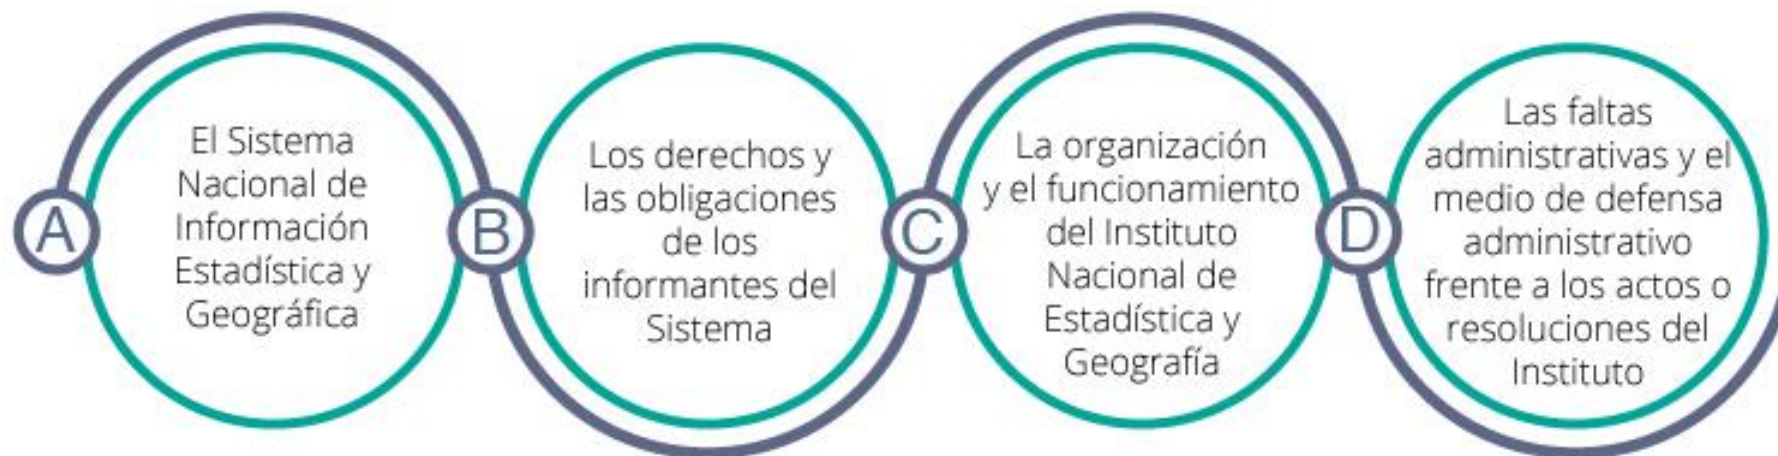 A
El Sistema
Nacional de
Información
Estadística y
Geográfica
B
Los derechos y
las obligaciones
de los
informantes del
Sistema
C
La organización
y el funcionamiento
del Instituto
Nacional de
Estadística y
Geografía
D
Las faltas
administrativas y el
medio de defensa
administrativo
frente a los actos o
resoluciones del
Instituto